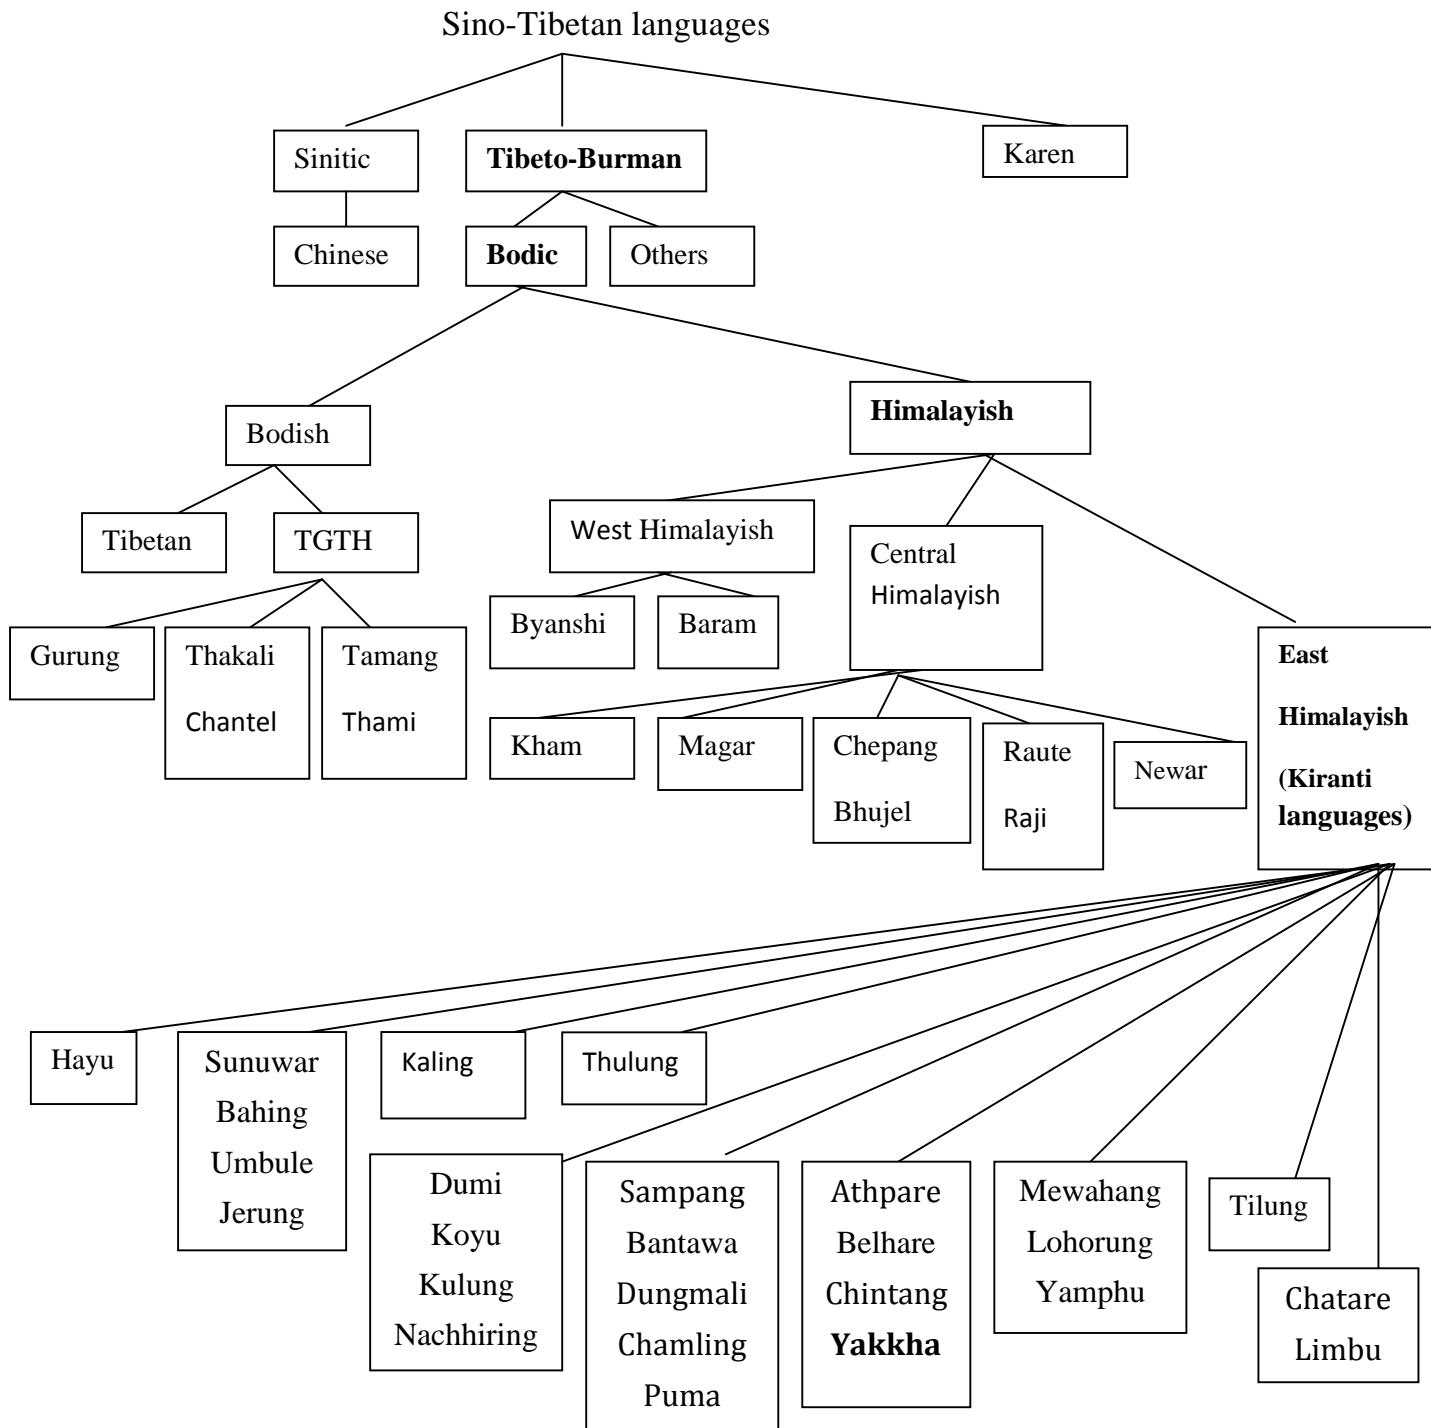 Sino-Tibetan languages
Sinitic
Tibeto-Burman
Karen
Chinese
Bodic
Others
Bodish
Himalayish
Tibetan
TGTH
West Himalayish
Central
Himalayish
Gurung
Thakali
Chantel
Tamang
Thami
Byanshi
Baram
East
Himalayish
(Kiranti
languages)
Kham
Magar
Chepang
Bhujel
Raute
Raji
Newar
Hayu
Sunuwar
Bahing
Umbule
Jerung
Kaling
Thulung
Dumi
Koyu
Kulung
Nachhiring
Sampang
Bantawa
Dungmali
Chamling
Puma
Athpare
Belhare
Chintang
Yakkha
Mewahang
Lohorung
Yamphu
Tilung
Chatare
Limbu